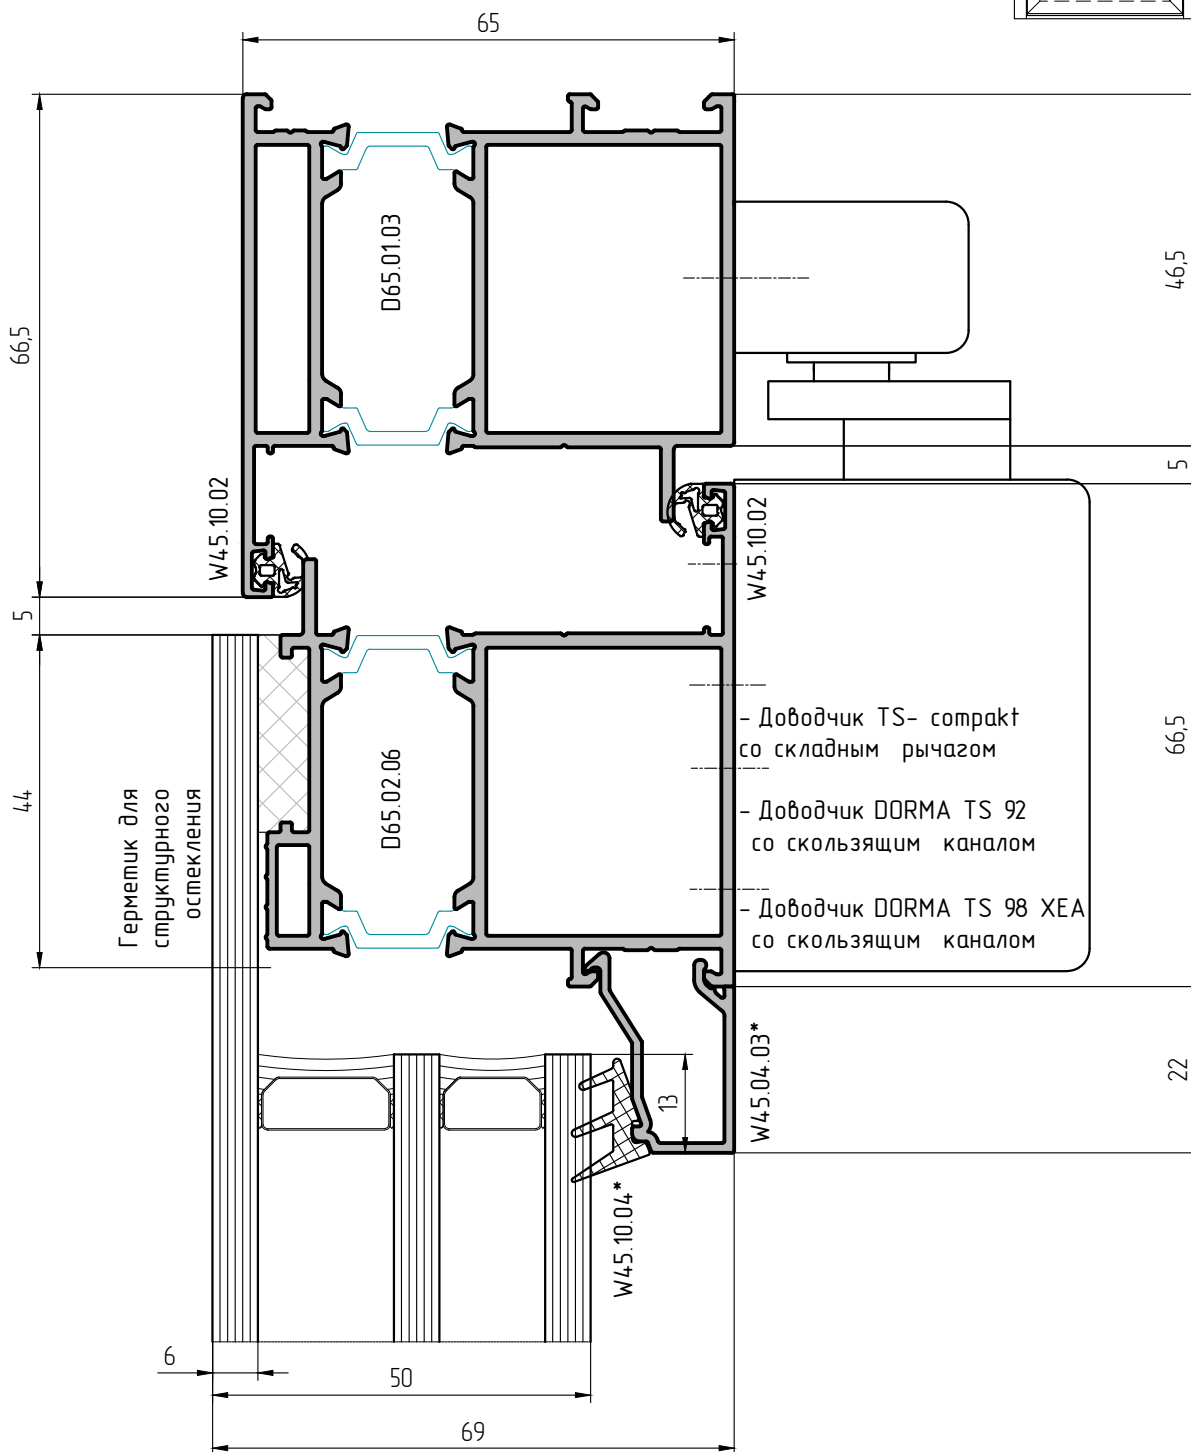 65
66,5
46,5
D65.01.03
5
W45.10.02
W45.10.02
5
44
66,5
Герметик для
структурного
остекления
D65.02.06
- Доводчик TS- compakt
со складным рычагом
- Доводчик DORMA TS 92
со скользящим каналом
- Доводчик DORMA TS 98 XEA
со скользящим каналом
13
W45.04.03*
22
W45.10.04*
6
50
69